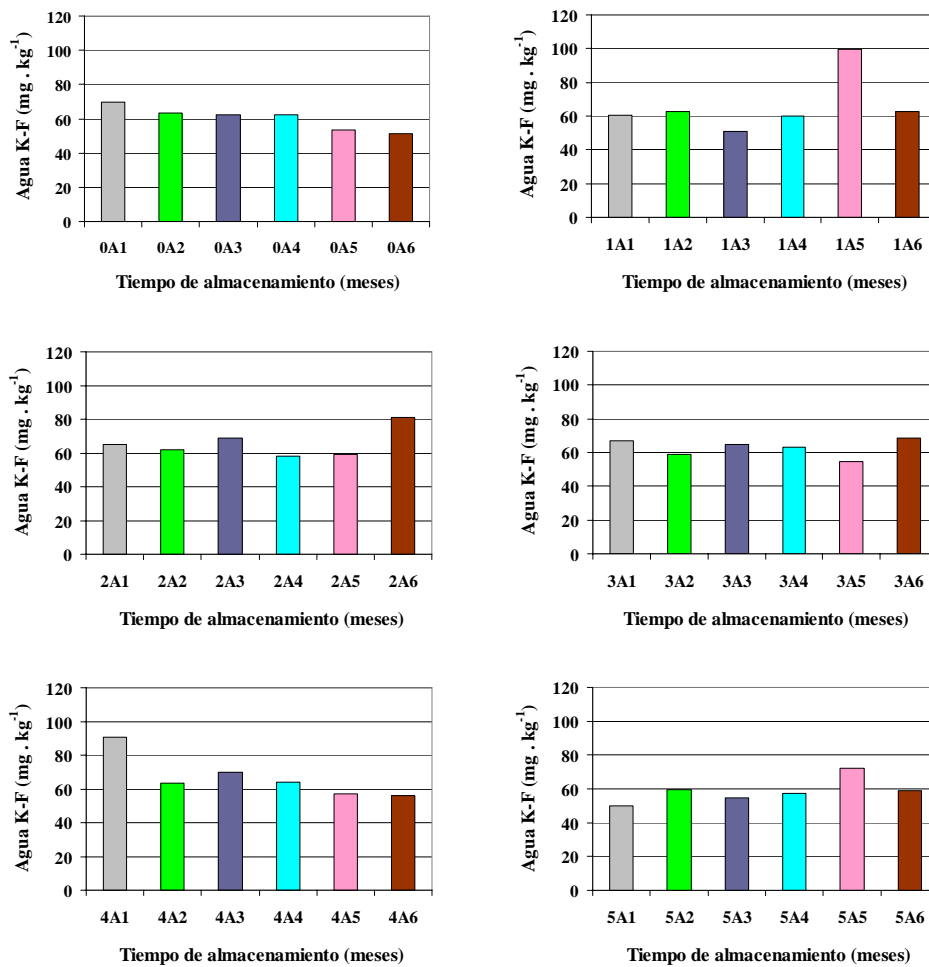 120
100
80
60
40
20
0
Agua K-F (mg . kg-1)
0A1 0A2 0A3 0A4 0A5 0A6
Tiempo de almacenamiento (meses)
120
100
80
60
40
20
0
Agua K-F (mg . kg-1)
1A1 1A2 1A3 1A4 1A5 1A6
Tiempo de almacenamiento (meses)
120
100
80
60
40
20
0
Agua K-F (mg . kg-1)
2A1 2A2 2A3 2A4 2A5 2A6
Tiempo de almacenamiento (meses)
120
100
80
60
40
20
0
Agua K-F (mg . kg-1)
3A1 3A2 3A3 3A4 3A5 3A6
Tiempo de almacenamiento (meses)
120
100
80
60
40
20
0
Agua K-F (mg . kg-1)
4A1 4A2 4A3 4A4 4A5 4A6
Tiempo de almacenamiento (meses)
120
100
80
60
40
20
0
Agua K-F (mg . kg-1)
5A1 5A2 5A3 5A4 5A5 5A6
Tiempo de almacenamiento (meses)